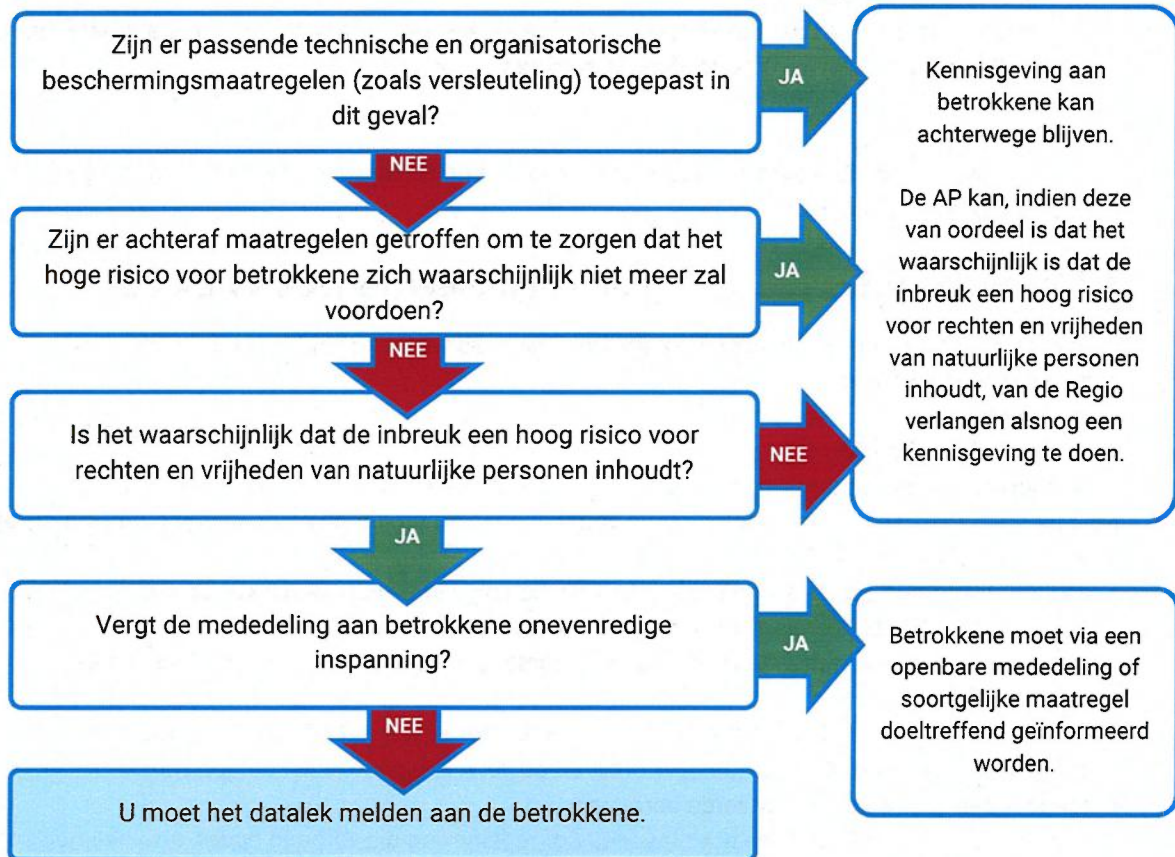 Zijn er passende technische en organisatorische
beschermingsmaatregelen (zoals versleuteling) toegepast in
dit geval?
JA
Kennisgeving aan
betrokkene kan
achterwege blijven.
De AP kan, indien deze
van oordeel is dat het
waarschijnlijk is dat de
inbreuk een hoog risico
voor rechten en vrijheden
van natuurlijke personen
inhoudt, van de Regio
verlangen alsnog een
kennisgeving te doen.
NEE
Zijn er achteraf maatregelen getroffen om te zorgen dat het
hoge risico voor betrokkene zich waarschijnlijk niet meer zal
voordoen?
JA
NEE
Is het waarschijnlijk dat de inbreuk een hoog risico voor
rechten en vrijheden van natuurlijke personen inhoudt?
NEE
JA
Vergt de mededeling aan betrokkene onevenredige
inspanning?
JA
Betrokkene moet via een
openbare mededeling of
soortgelijke maatregel
doeltreffend geïnformeerd
worden.
NEE
U moet het datalek melden aan de betrokkene.